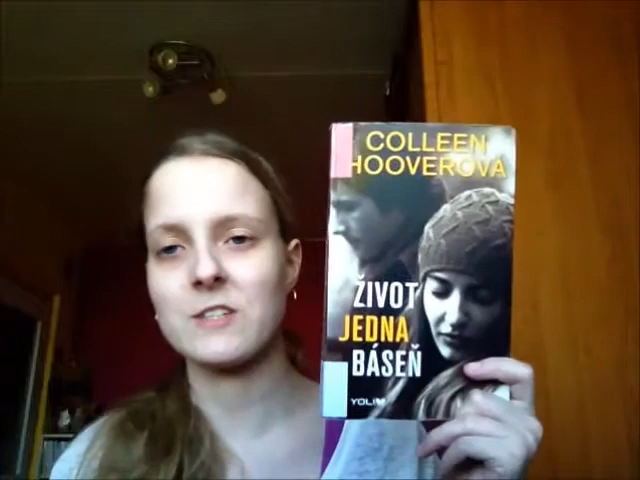 COLLEEN
HOOVEROVÁ
ŽIVOT
JEDNA
BÁSEŇ
YOLI